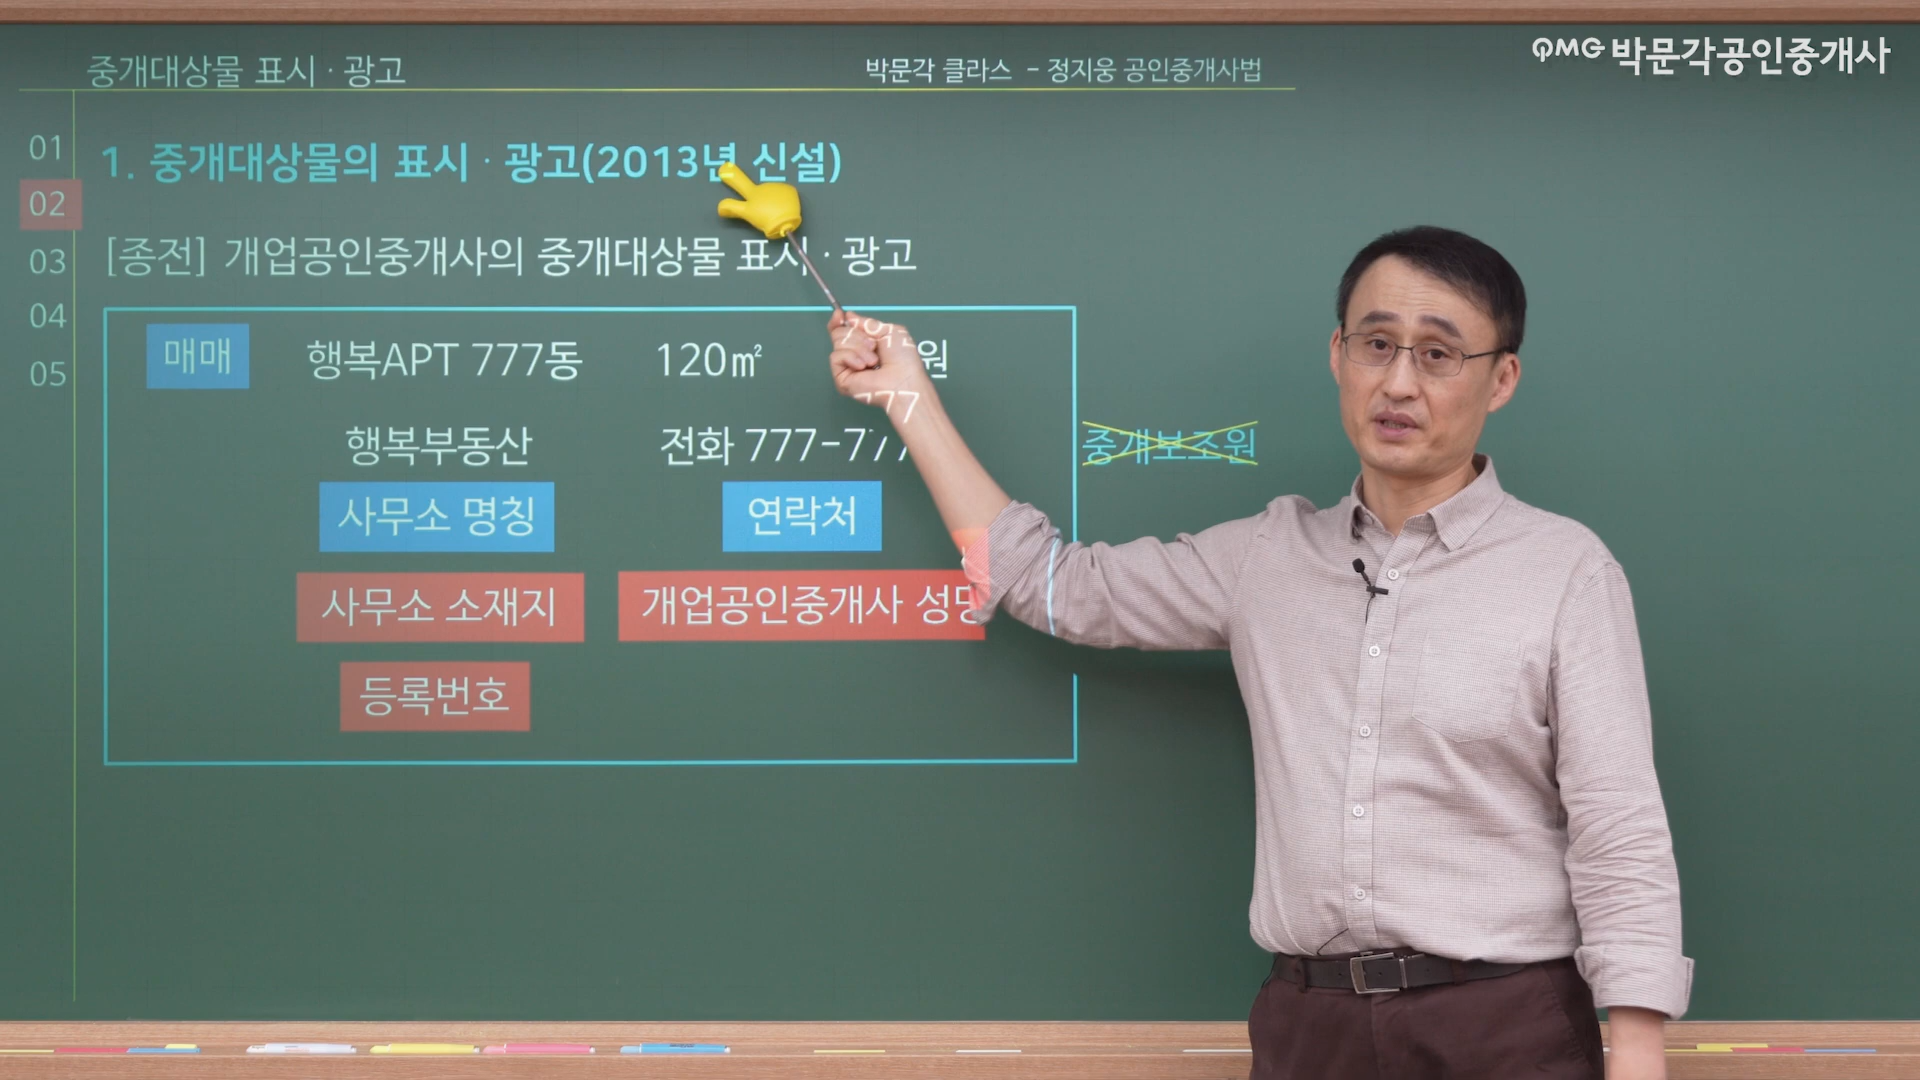 중개대상물 표시·광고
박문각 클라스 - 정지웅 공인중개사법
PMG 박문각공인중개사
01
02
03
04
05
1. 중개대상물의 표시·광고(2013년 신설)
[종전] 개업공인중개사의 중개대상물 표시·광고
매매 행복APT 777동 120㎡ 원
행복부동산 전화 777-77
777
중개보조원
사무소 명칭 연락처
사무소 소재지 개업공인중개사 성명
등록번호